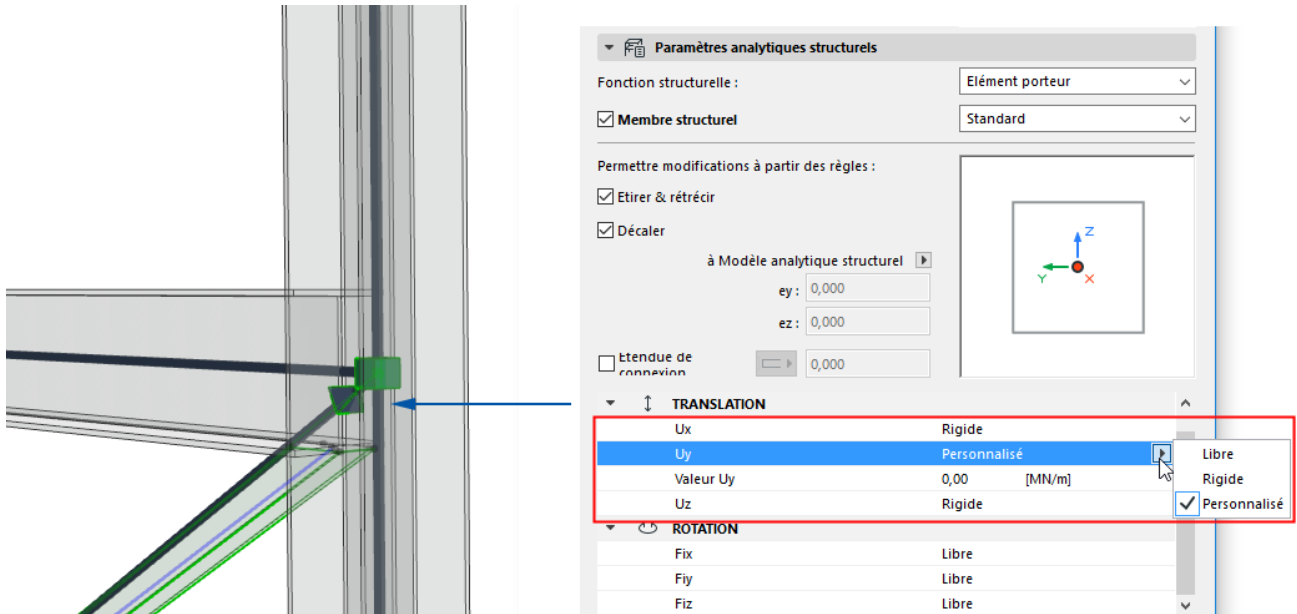 Paramètres analytiques structurels
Fonction structurelle : Elément porteur
Membre structurel Standard
Permettre modifications à partir des règles :
Etirer & rétrécir
Décaler
Z
Y X
à Modèle analytique structurel
ey : 0,000
ez : 0,000
Etendue de
connexion 0,000
TRANSLATION
Ux Rigide
Uy Personnalisé
Valeur Uy 0,00 [MN/m]
Uz Rigide
Libre
Rigide
Personnalisé
ROTATION
Fix Libre
Fiy Libre
Fiz Libre